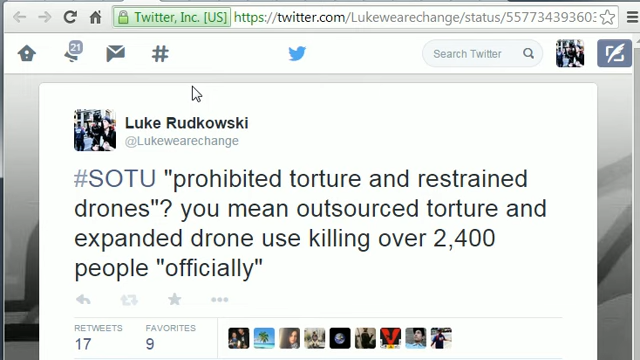 Twitter, Inc. [US] https://twitter.com/Lukewearechange/status/557734393603
21
Search Twitter
Luke Rudkowski
@Lukewearechange
#SOTU "prohibited torture and restrained
drones"? you mean outsourced torture and
expanded drone use killing over 2,400
people "officially"
RETWEETS FAVORITES
17 9